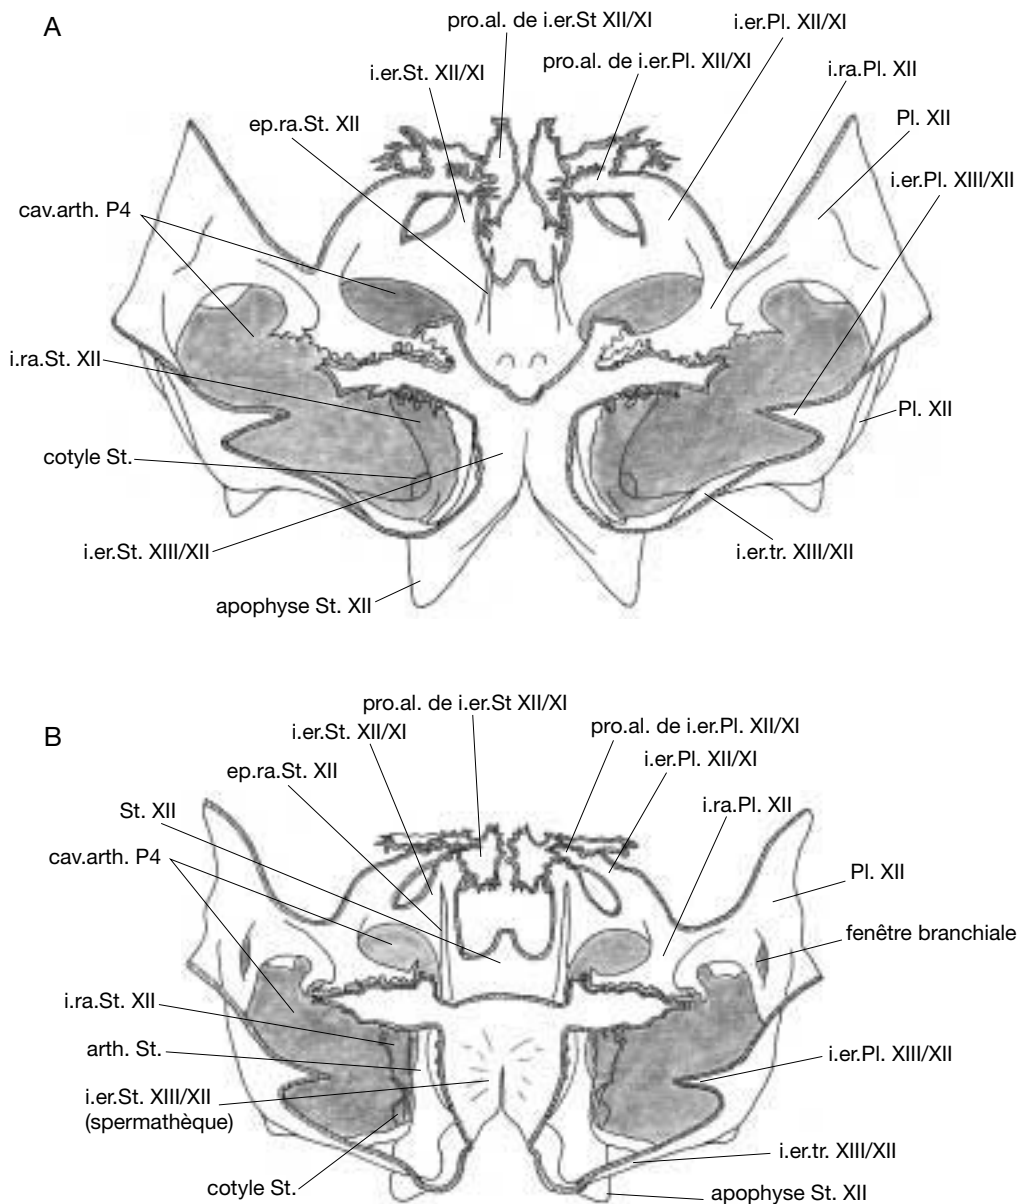 A
pro.al. de i.er.St XII/XI
i.er.Pl. XII/XI
i.er.St. XII/XI
pro.al. de i.er.Pl. XII/XI
i.ra.Pl. XII
ep.ra.St. XII
Pl. XII
i.er.Pl. XIII/XII
cav.arth. P4
i.ra.St. XII
Pl. XII
cotyle St.
i.er.St. XIII/XII
i.er.tr. XIII/XII
apophyse St. XII
B
pro.al. de i.er.St XII/XI
i.er.St. XII/XI
pro.al. de i.er.Pl. XII/XI
ep.ra.St. XII
i.er.Pl. XII/XI
St. XII
i.ra.Pl. XII
cav.arth. P4
Pl. XII
fenêtre branchiale
i.ra.St. XII
arth. St.
i.er.Pl. XIII/XII
i.er.St. XIII/XII
(spermathèque)
i.er.tr. XIII/XII
cotyle St.
apophyse St. XII